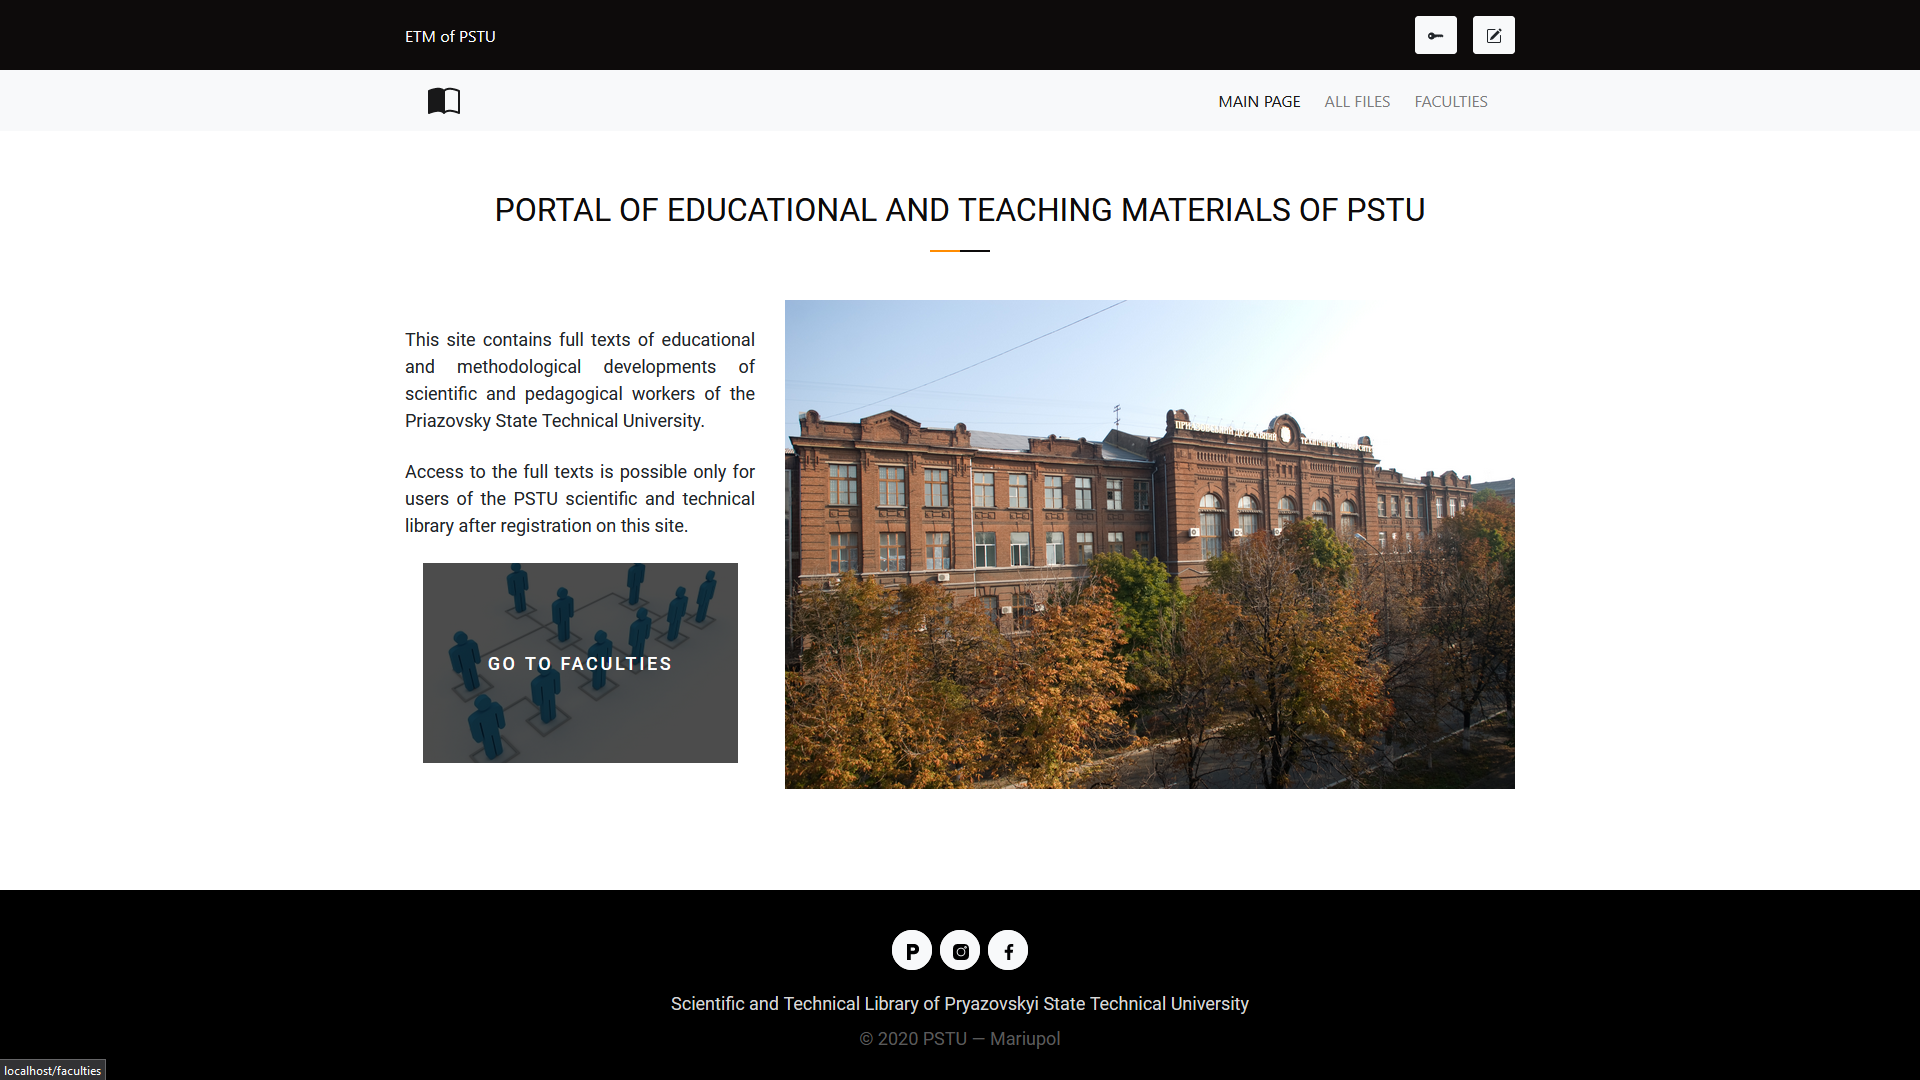 ETM of PSTU
MAIN PAGE ALL FILES FACULTIES
PORTAL OF EDUCATIONAL AND TEACHING MATERIALS OF PSTU
This site contains full texts of educational
and methodological developments of
scientific and pedagogical workers of the
Priazovsky State Technical University.
Access to the full texts is possible only for
users of the PSTU scientific and technical
library after registration on this site.
GO TO FACULTIES
ПРИАЗОВСЬКИЙ ДЕРЖАВНИЙ
ТЕХНІЧНИЙ УНІВЕРСИТЕТ
P
Scientific and Technical Library of Pryazovskyi State Technical University
© 2020 PSTU — Mariupol
localhost/faculties